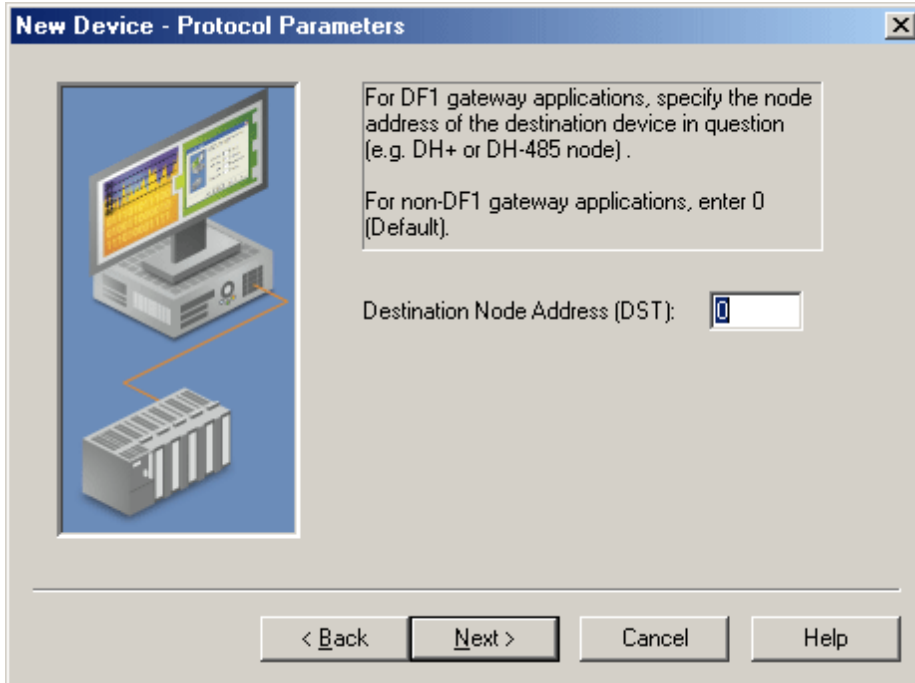 New Device - Protocol Parameters
For DF1 gateway applications, specify the node
address of the destination device in question
(e.g. DH+ or DH-485 node) .
For non-DF1 gateway applications, enter 0
(Default).
Destination Node Address (DST): 0
< Back Next > Cancel Help